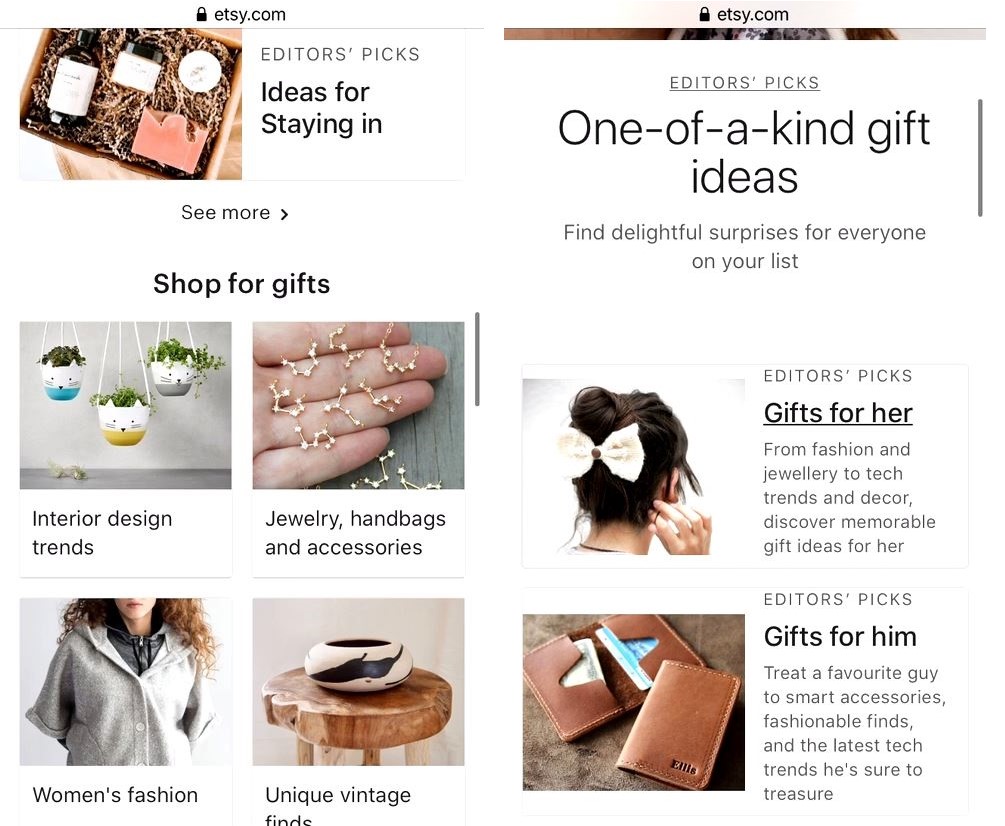 etsy.com
EDITORS’ PICKS
Ideas for
Staying in
See more
Shop for gifts
Interior design
trends
Jewelry, handbags
and accessories
Women's fashion
Unique vintage
finds
etsy.com
EDITORS’ PICKS
One-of-a-kind gift
ideas
Find delightful surprises for everyone
on your list
EDITORS’ PICKS
Gifts for her
From fashion and
jewellery to tech
trends and decor,
discover memorable
gift ideas for her
EDITORS’ PICKS
Gifts for him
Treat a favourite guy
to smart accessories,
fashionable finds,
and the latest tech
trends he's sure to
treasure
Ellis